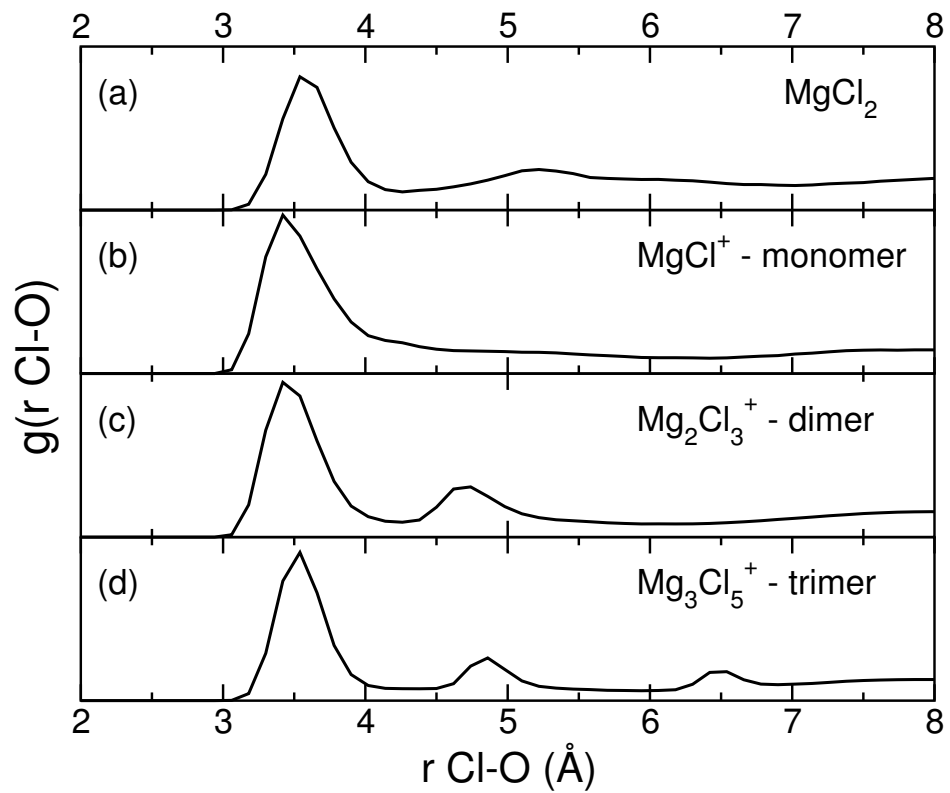 2 3 4 5 6 7 8
(a) MgCl₂
(b) MgCl⁺ - monomer
(c) Mg₂Cl₃⁺ - dimer
(d) Mg₃Cl₅⁺ - trimer
g(r Cl-O)
2 3 4 5 6 7 8
r Cl-O (Å)